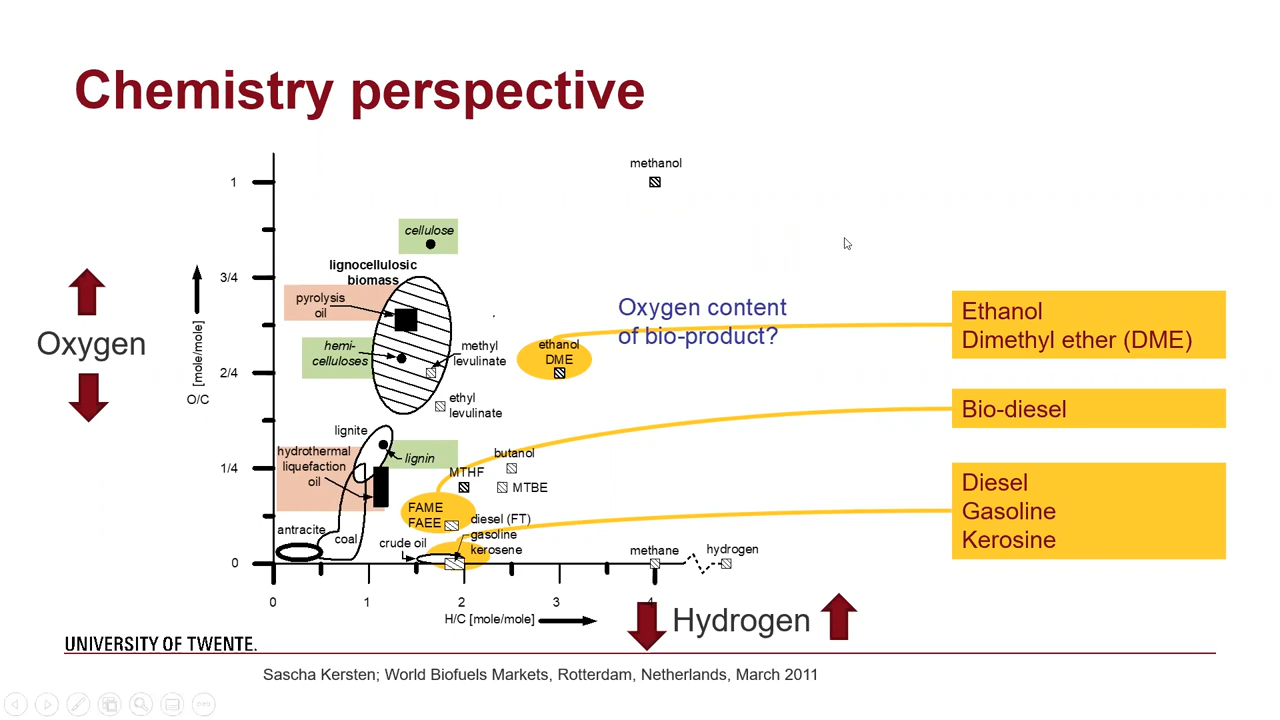 Chemistry perspective
methanol
1
cellulose
lignocellulosic
biomass
3/4
pyrolysis
oil
Oxygen content
of bio-product?
Ethanol
Dimethyl ether (DME)
Oxygen
[mole/mole]
O/C
hemi-
celluloses
methyl
levulinate
ethanol
DME
2/4
ethyl
levulinate
Bio-diesel
lignite
hydrothermal
liquefaction
oil
lignin
butanol
1/4
MTHF
MTBE
FAME
FAEE
diesel (FT)
gasoline
kerosene
Diesel
Gasoline
Kerosine
antracite
coal
crude oil
methane
hydrogen
0
0
1
2
3
4
H/C [mole/mole]
Hydrogen
UNIVERSITY OF TWENTE.
Sascha Kersten; World Biofuels Markets, Rotterdam, Netherlands, March 2011